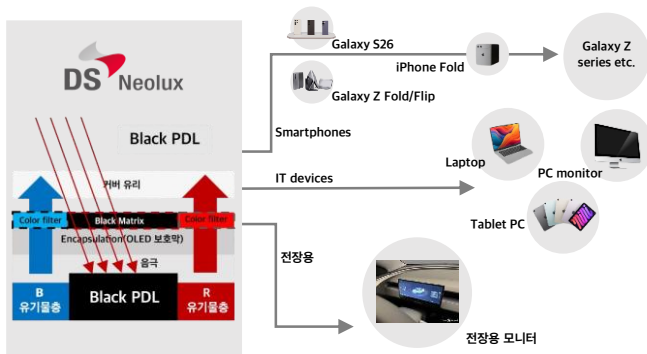 DS Neolux
Black PDL
커버 유리
Color filter
Black Matrix
Color filter
Encapsulation(OLED 보호막)
음극
B
유기물층
Black PDL
R
유기물층
Galaxy S26
iPhone Fold
Galaxy Z Fold/Flip
Smartphones
Galaxy Z
series etc.
IT devices
Laptop
PC monitor
Tablet PC
전장용
전장용 모니터